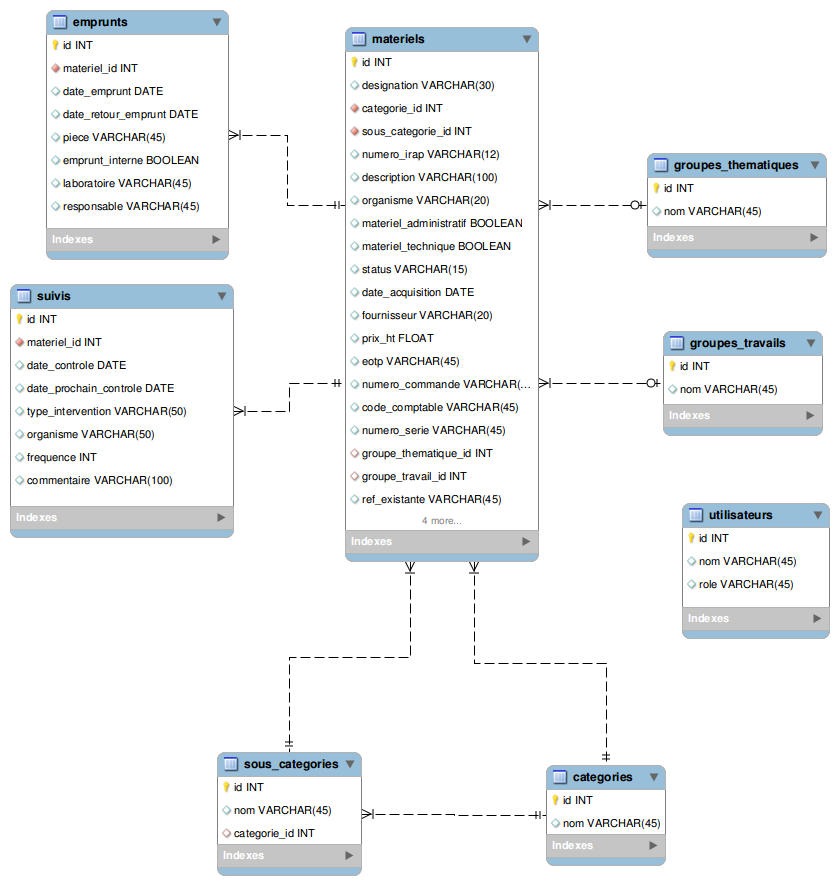 emprunts
id INT
materiel_id INT
date_emprunt DATE
date_retour_emprunt DATE
piece VARCHAR(45)
emprunt_interne BOOLEAN
laboratoire VARCHAR(45)
responsable VARCHAR(45)
Indexes
materiels
id INT
designation VARCHAR(30)
categorie_id INT
sous_categorie_id INT
numero_irap VARCHAR(12)
description VARCHAR(100)
organisme VARCHAR(20)
materiel_administratif BOOLEAN
materiel_technique BOOLEAN
status VARCHAR(15)
date_acquisition DATE
fournisseur VARCHAR(20)
prix_ht FLOAT
eotp VARCHAR(45)
numero_commande VARCHAR(...
code_comptable VARCHAR(45)
numero_serie VARCHAR(45)
groupe_thematique_id INT
groupe_travail_id INT
ref_existante VARCHAR(45)
4 more...
Indexes
groupes_thematiques
id INT
nom VARCHAR(45)
Indexes
suivis
id INT
materiel_id INT
date_controle DATE
date_prochain_controle DATE
type_intervention VARCHAR(50)
organisme VARCHAR(50)
frequence INT
commentaire VARCHAR(100)
Indexes
groupes_travails
id INT
nom VARCHAR(45)
Indexes
utilisateurs
id INT
nom VARCHAR(45)
role VARCHAR(45)
Indexes
sous_categories
id INT
nom VARCHAR(45)
categorie_id INT
Indexes
categories
id INT
nom VARCHAR(45)
Indexes